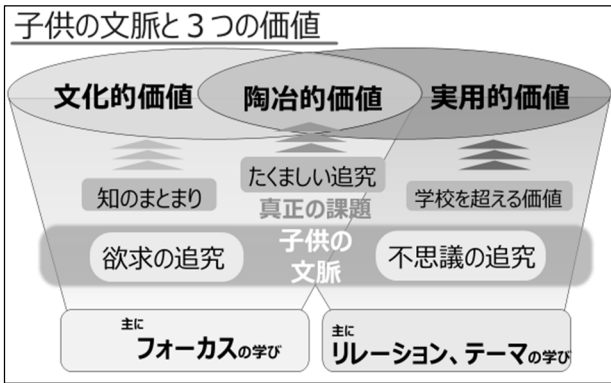 子供の文脈と３つの価値
文化的価値
陶冶的価値
実用的価値
知のまとまり
たくましい追究
学校を超える価値
真正の課題
欲求の追究
子供の
文脈
不思議の追究
主に
フォーカスの学び
主に
リレーション、テーマの学び